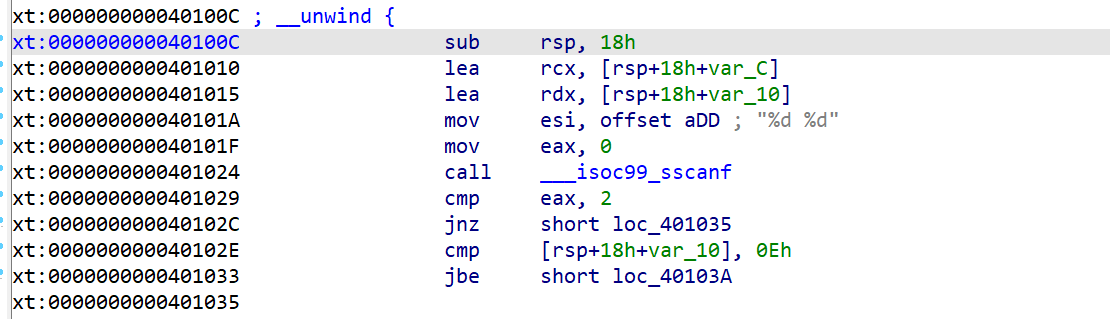 xt:000000000040100C ; __unwind {
xt:000000000040100C sub rsp, 18h
xt:0000000000401010 lea rcx, [rsp+18h+var_C]
xt:0000000000401015 lea rdx, [rsp+18h+var_10]
xt:000000000040101A mov esi, offset aDD ; "%d %d"
xt:000000000040101F mov eax, 0
xt:0000000000401024 call ___isoc99_sscanf
xt:0000000000401029 cmp eax, 2
xt:000000000040102C jnz short loc_401035
xt:000000000040102E cmp [rsp+18h+var_10], 0Eh
xt:0000000000401033 jbe short loc_40103A
xt:0000000000401035